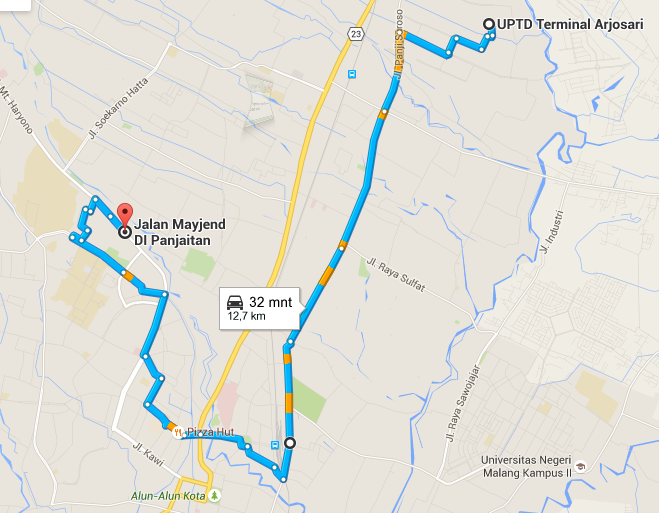 UPTD Terminal Arjosari
23
Jl. Panji Suroso
Mt. Haryono
Jl. Soekarno Hatta
Jalan Mayjend
DI Panjaitan
Jl. Industri
Jl. Raya Sulfat
32 mnt
12,7 km
Jl. Raya Sawojajar
Pizza Hut
Jl. Kawi
Universitas Negeri
Malang Kampus II
Alun-Alun Kota